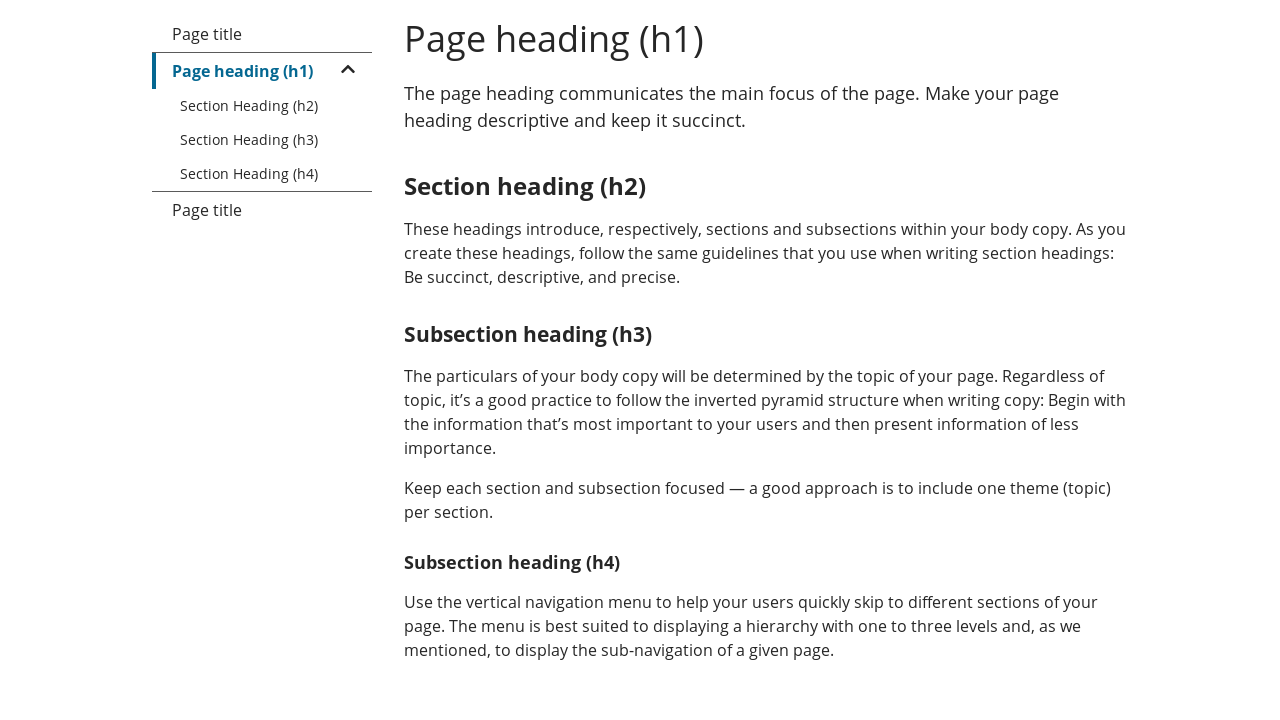 Page title
Page heading (h1)
Section Heading (h2)
Section Heading (h3)
Section Heading (h4)
Page title
Page heading (h1)
The page heading communicates the main focus of the page. Make your page
heading descriptive and keep it succinct.
Section heading (h2)
These headings introduce, respectively, sections and subsections within your body copy. As you
create these headings, follow the same guidelines that you use when writing section headings:
Be succinct, descriptive, and precise.
Subsection heading (h3)
The particulars of your body copy will be determined by the topic of your page. Regardless of
topic, it’s a good practice to follow the inverted pyramid structure when writing copy: Begin with
the information that’s most important to your users and then present information of less
importance.
Keep each section and subsection focused — a good approach is to include one theme (topic)
per section.
Subsection heading (h4)
Use the vertical navigation menu to help your users quickly skip to different sections of your
page. The menu is best suited to displaying a hierarchy with one to three levels and, as we
mentioned, to display the sub-navigation of a given page.